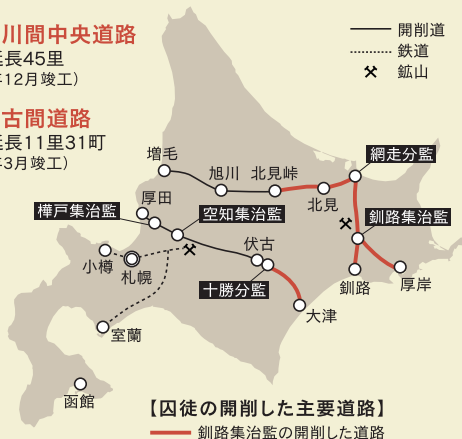 川間中央道路
延長45里
年12月竣工）
古間道路
延長11里31町
年3月竣工）
開削道
鉄道
鉱山
増毛
旭川
北見峠
網走分監
北見
厚田
樺戸集治監
空知集治監
釧路集治監
伏古
小樽
札幌
十勝分監
釧路
厚岸
大津
室蘭
函館
【囚徒の開削した主要道路】
釧路集治監の開削した道路